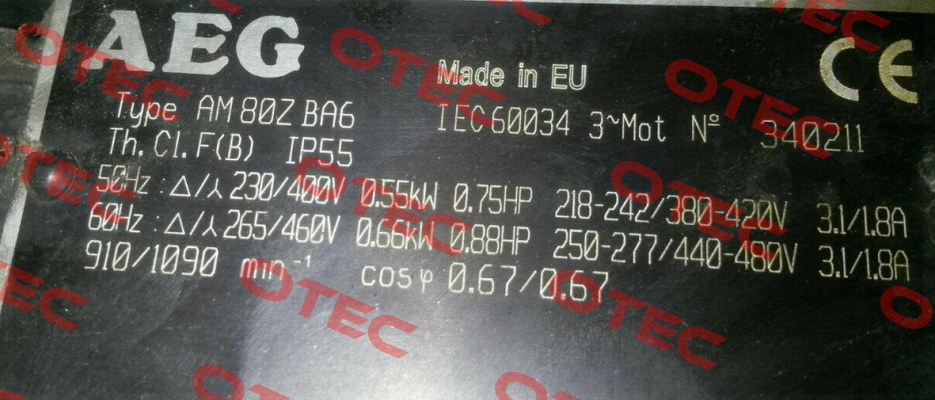 AEG
Made in EU
CE
Type AM 80Z BA6 IEC 60034 3~Mot Nº 340211
Th. Cl. F(B) IP55
50Hz : △/⅄ 230/400V 0.55kW 0.75HP 218-242/380-420V 3.1/1.8A
60Hz : △/⅄ 265/460V 0.66kW 0.88HP 250-277/440-480V 3.1/1.8A
910/1090 min⁻¹ cosφ 0.67/0.67
OTEC